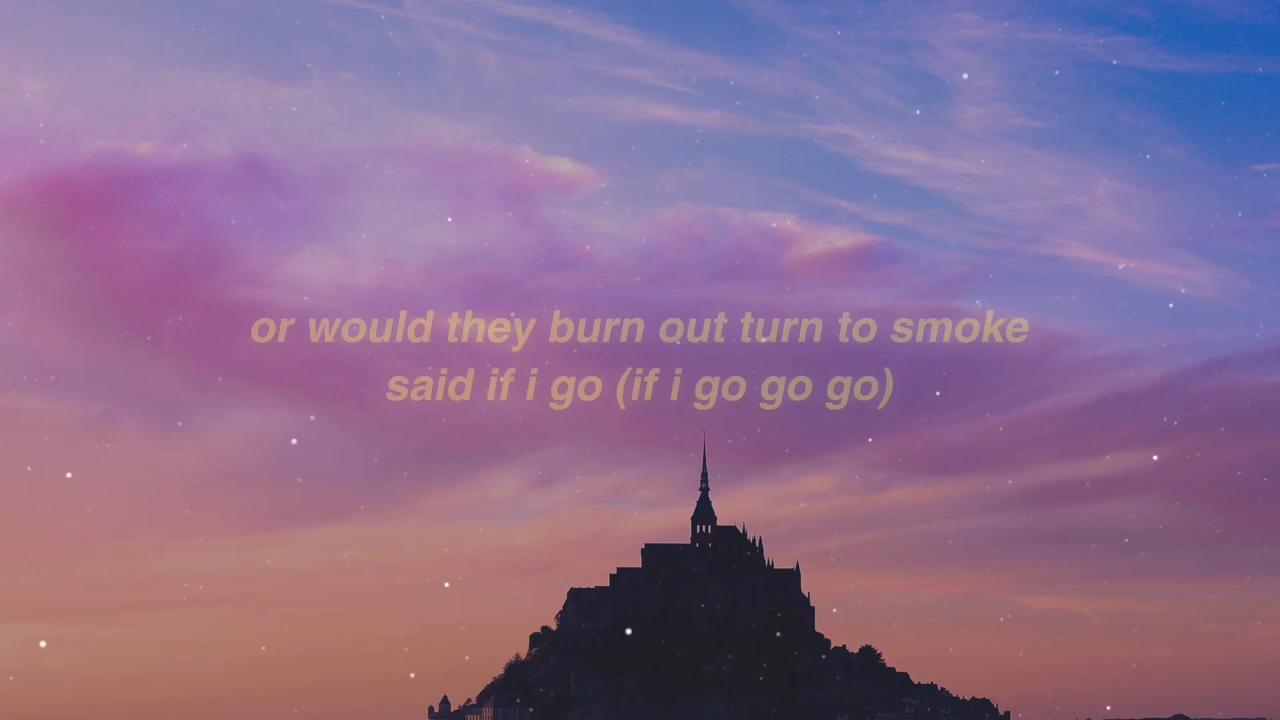 or would they burn out turn to smoke
said if i go (if i go go go)